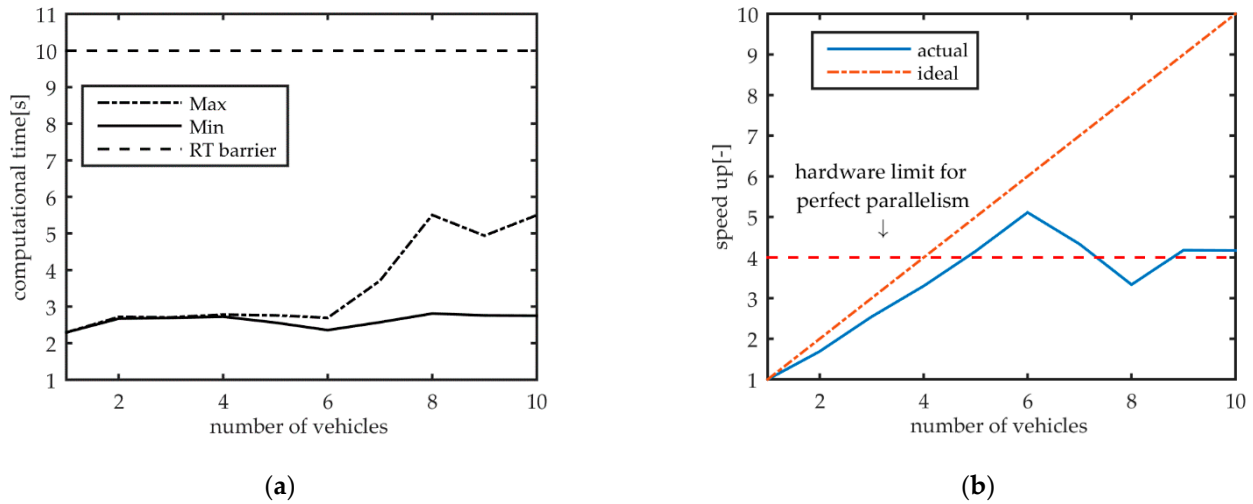 11
10
9
8
7
6
5
4
3
2
1
computational time[s]
Max
Min
RT barrier
2
4
6
8
10
number of vehicles
(a)
10
9
8
7
6
5
4
3
2
1
speed up[-]
actual
ideal
hardware limit for
perfect parallelism
↓
2
4
6
8
10
number of vehicles
(b)